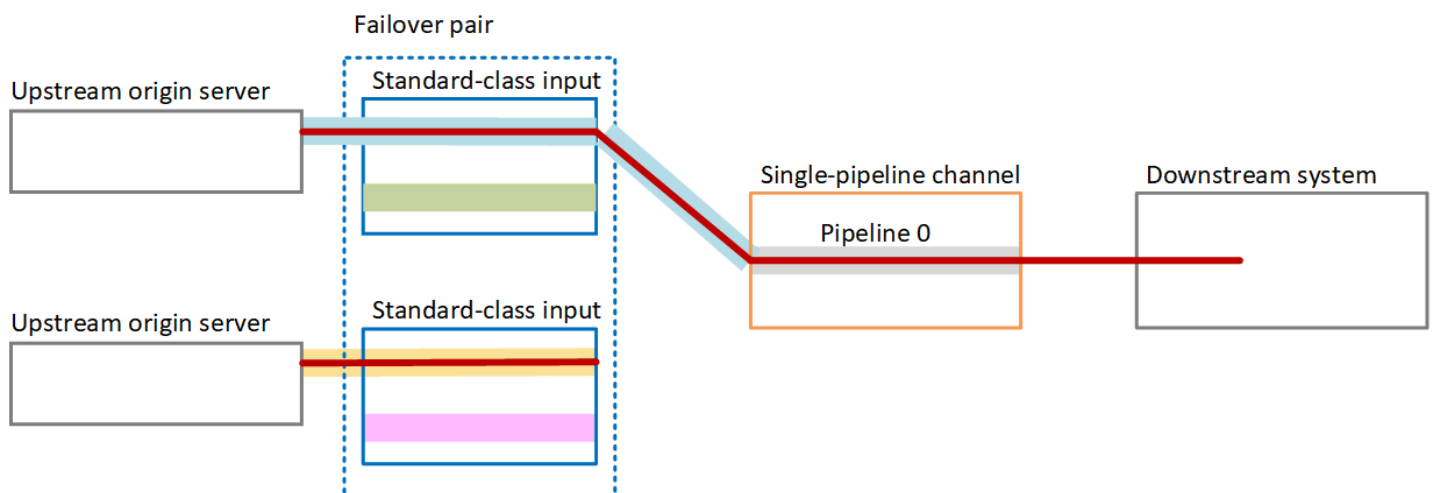 Failover pair
Upstream origin server
Standard-class input
Single-pipeline channel
Downstream system
Pipeline 0
Upstream origin server
Standard-class input